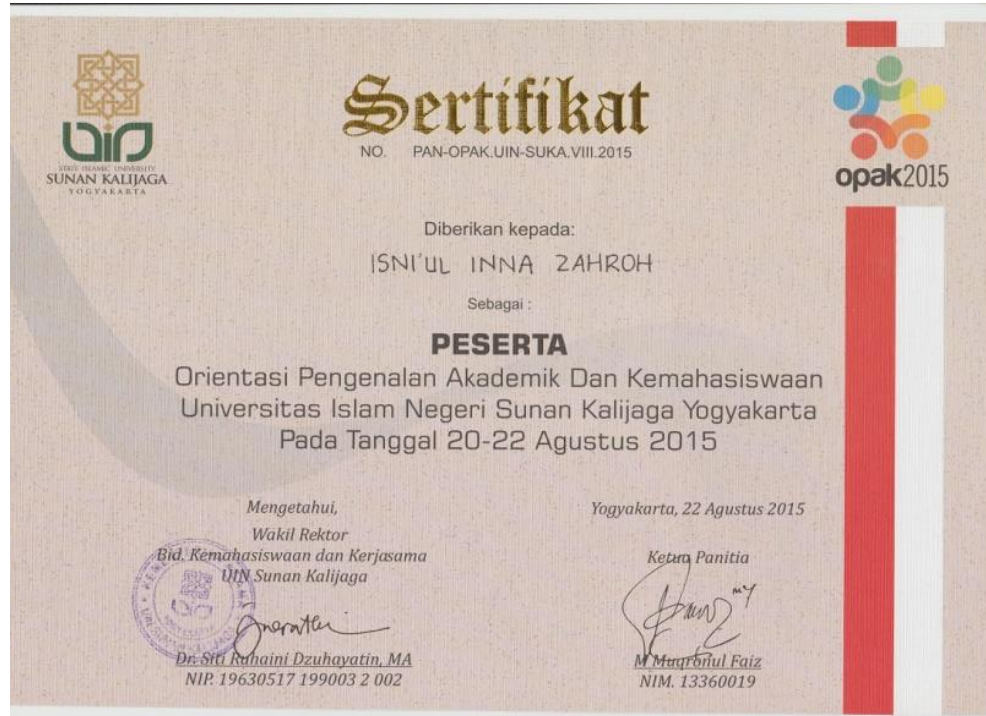 UIN
STATE ISLAMIC UNIVERSITY
SUNAN KALIJAGA
YOGYAKARTA
Sertifikat
NO. PAN-OPAK.UIN-SUKA.VIII.2015
opak2015
Diberikan kepada:
ISNI'UL INNA ZAHROH
Sebagai :
PESERTA
Orientasi Pengenalan Akademik Dan Kemahasiswaan
Universitas Islam Negeri Sunan Kalijaga Yogyakarta
Pada Tanggal 20-22 Agustus 2015
Mengetahui,
Wakil Rektor
Bid. Kemahasiswaan dan Kerjasama
UIN Sunan Kalijaga
Dr. Siti Ruhaini Dzuhayatin, MA
NIP. 19630517 199003 2 002
Yogyakarta, 22 Agustus 2015
Ketua Panitia
M Muqronul Faiz
NIM. 13360019